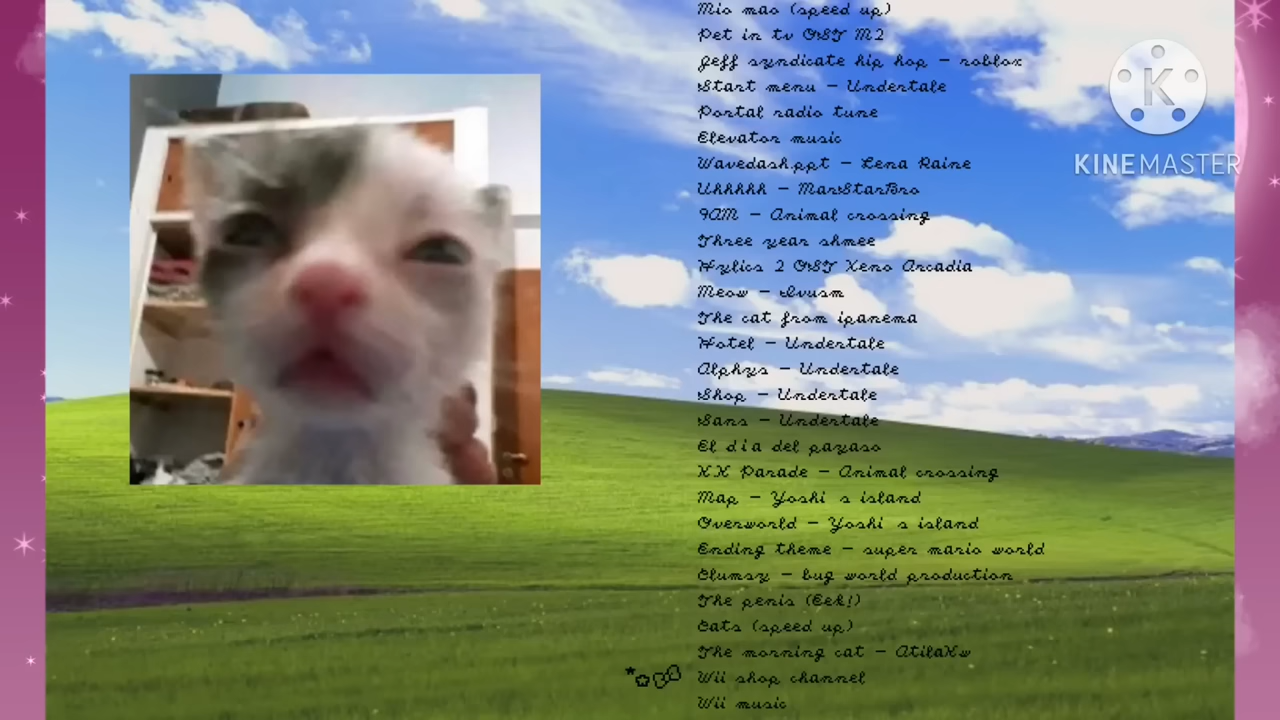 Mio mao (speed up)
Pet in tv OST M2
Jeff syndicate hip hop - roblox
Start menu - Undertale
Portal radio tune
Elevator music
Wavedash.ppt - Lena Raine
Uhhhhh - MarStarBro
9AM - Animal crossing
Three year shmee
Hylics 2 OST Xeno Arcadia
Meow - Ivusm
The cat from ipanema
Hotel - Undertale
Alphys - Undertale
Shop - Undertale
Sans - Undertale
El día del payaso
KK Parade - Animal crossing
Map - Yoshi s island
Overworld - Yoshi s island
Ending theme - super mario world
Clumsy - bug world production
The penis (Eek!)
Cats (speed up)
The morning cat - AtilaKw
Wii shop channel
Wii music
K
KINEMASTER